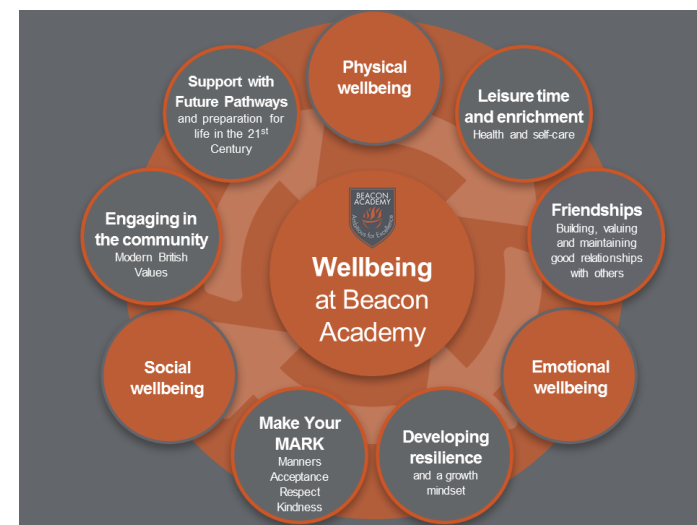 Physical
wellbeing
Leisure time
and enrichment
Health and self-care
Friendships
Building, valuing
and maintaining
good relationships
with others
Emotional
wellbeing
Developing
resilience
and a growth
mindset
Make Your
MARK
Manners
Acceptance
Respect
Kindness
Social
wellbeing
Engaging in
the community
Modern British
Values
Support with
Future Pathways
and preparation for
life in the 21st
Century
BEACON
ACADEMY
Ambitious for Excellence
Wellbeing
at Beacon
Academy